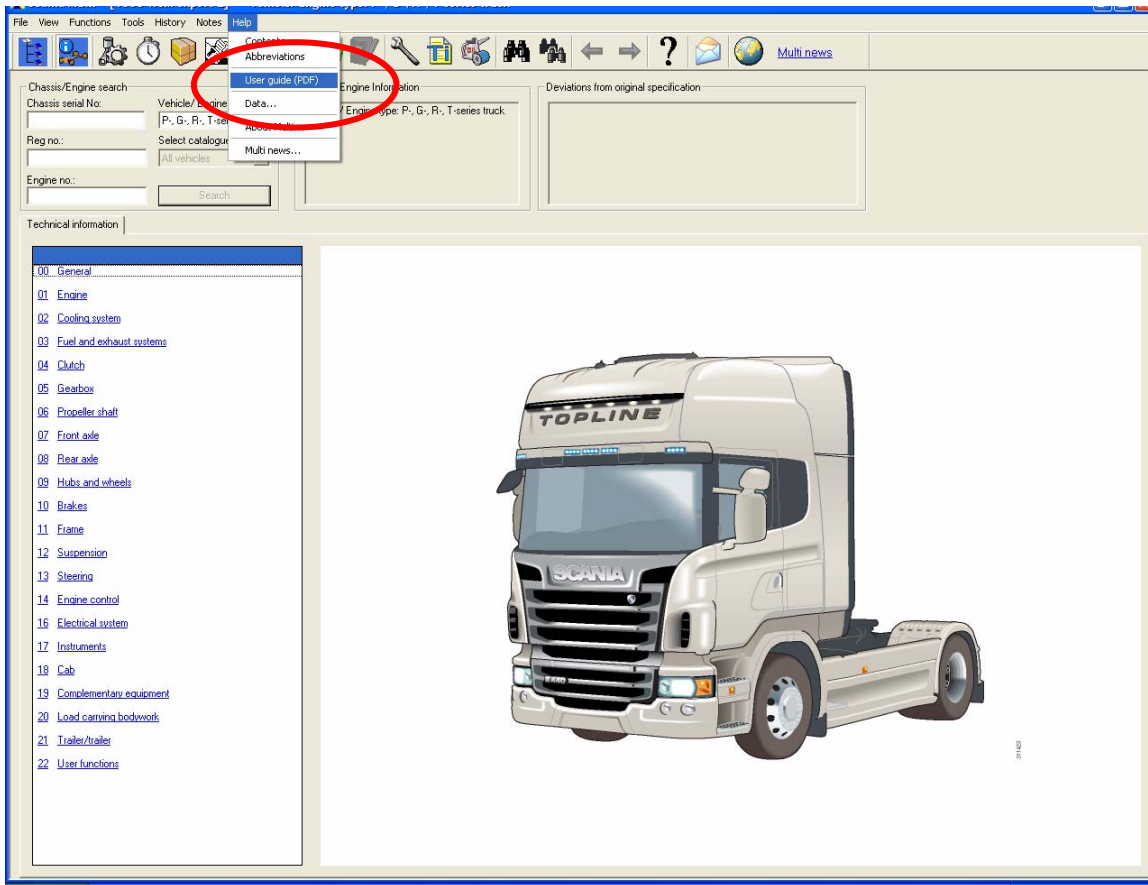 File View Functions Tools History Notes Help
Contents...
Abbreviations
User guide (PDF)
Data...
About Multi...
Multi news...
Multi news
Chassis/Engine search
Chassis serial No:
Vehicle/ Engine
P-, G-, R-, T-
Reg no.:
Select catalogue
All vehicles
Engine no.:
Search
Engine Information
/ Engine type: P-, G-, R-, T-series truck
Deviations from original specification
Technical information
00 General
01 Engine
02 Cooling system
03 Fuel and exhaust systems
04 Clutch
05 Gearbox
06 Propeller shaft
07 Front axle
08 Rear axle
09 Hubs and wheels
10 Brakes
11 Frame
12 Suspension
13 Steering
14 Engine control
16 Electrical system
17 Instruments
18 Cab
19 Complementary equipment
20 Load carrying bodywork
21 Trailer/trailer
22 User functions
TOPLINE
SCANIA